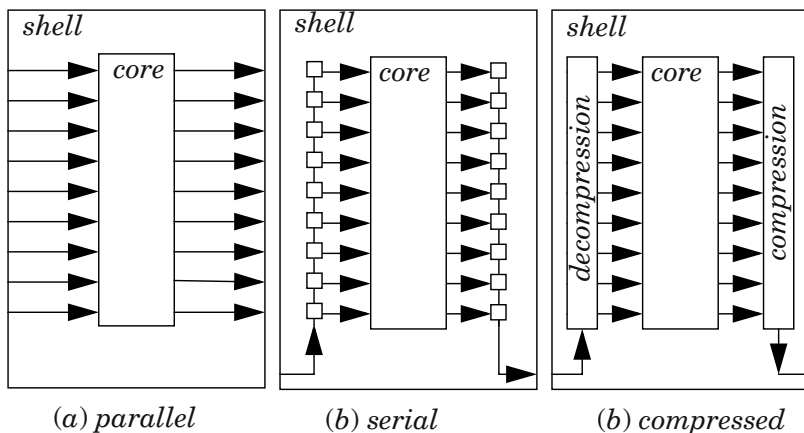 shell
core
(a) parallel
shell
core
(b) serial
shell
decompression
core
compression
(b) compressed